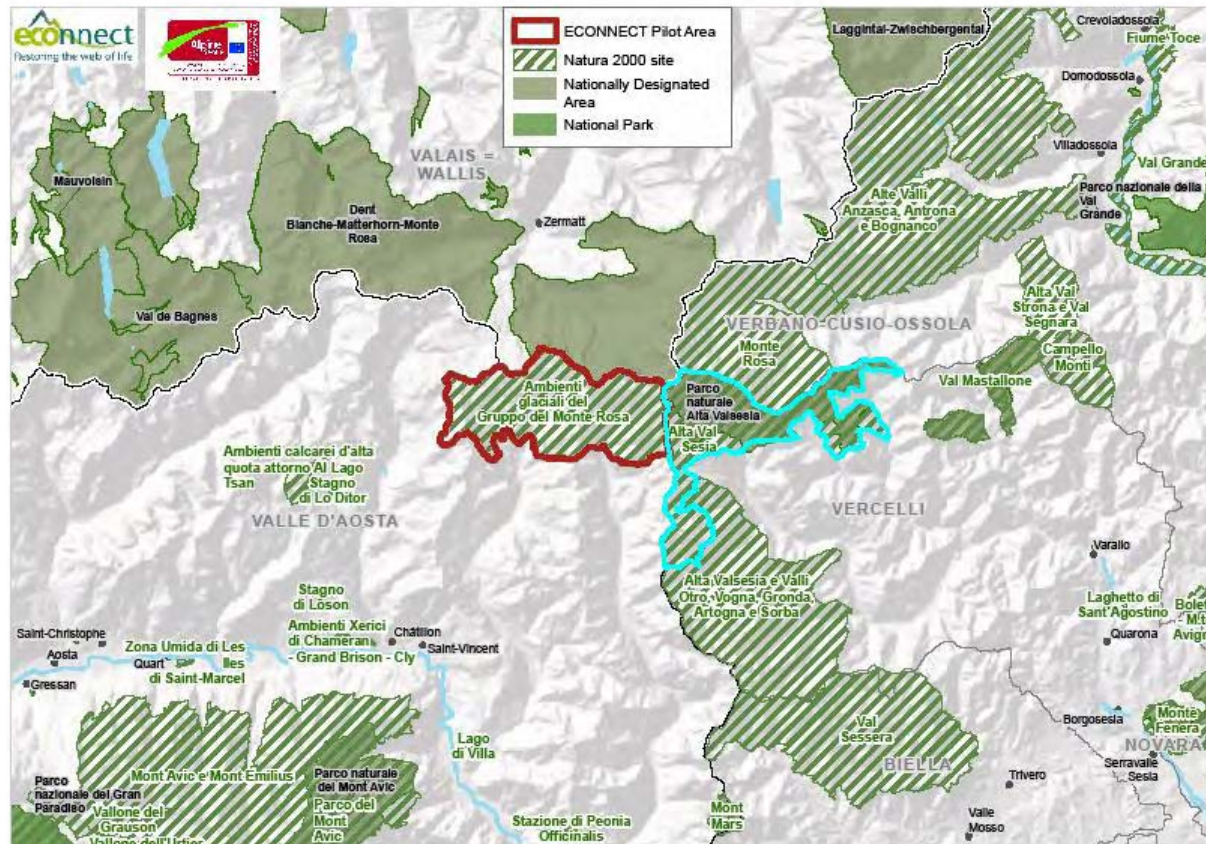 econnect
Restoring the web of life
Alpine
ECONNECT Pilot Area
Natura 2000 site
Nationally Designated
Area
National Park
Laggintal-Zwischbergental
Crevoladossola
Fiume Toce
Domodossola
Villadossola
Val Grande
Parco nazionale della
Val
Grande
Mauvoisin
VALAIS =
WALLIS
Dent
Blanche-Matterhorn-Monte
Rosa
Zermatt
Alte Valli
Anzasca, Antrona
e Bognanco
Val de Bagnes
VERBANO-CUSIO-OSSOLA
Alta Val
Strona e Val
Segnara
Campello
Monti
Monte
Rosa
Val Mastallone
Ambienti
glaciali del
Gruppo del Monte Rosa
Parco
naturale
Alta Valsesia
Alta Val
Sesia
Ambienti calcarei d'alta
quota attorno Al Lago
Tsan
Stagno
di Lo Ditor
VALLE D'AOSTA
VERCELLI
Varallo
Alta Valsesia e Valli
Otro, Vogna, Gronda,
Artogna e Sorba
Laghetto di
Sant'Agostino
Quarona
Stagno
di Lòson
Ambienti Xerici
di Chameran
- Grand Brison - Cly
Châtillon
Saint-Vincent
Saint-Christophe
Aosta
Gressan
Quart
Zona Umida di Les
Iles
di Saint-Marcel
Val
Sessera
BIELLA
Borgosesia
Monte
Fenera
NOVARA
Serravalle
Sesia
Trivero
Valle
Mosso
Lago
di Villa
Mont Avic e Mont Emilius
Parco
nazionale del Gran
Paradiso
Parco naturale
del Mont Avic
Parco del
Mont
Avic
Vallone del
Grauson
Vallone dell'Urtier
Stazione di Peonia
Officinalis
Mont
Mars